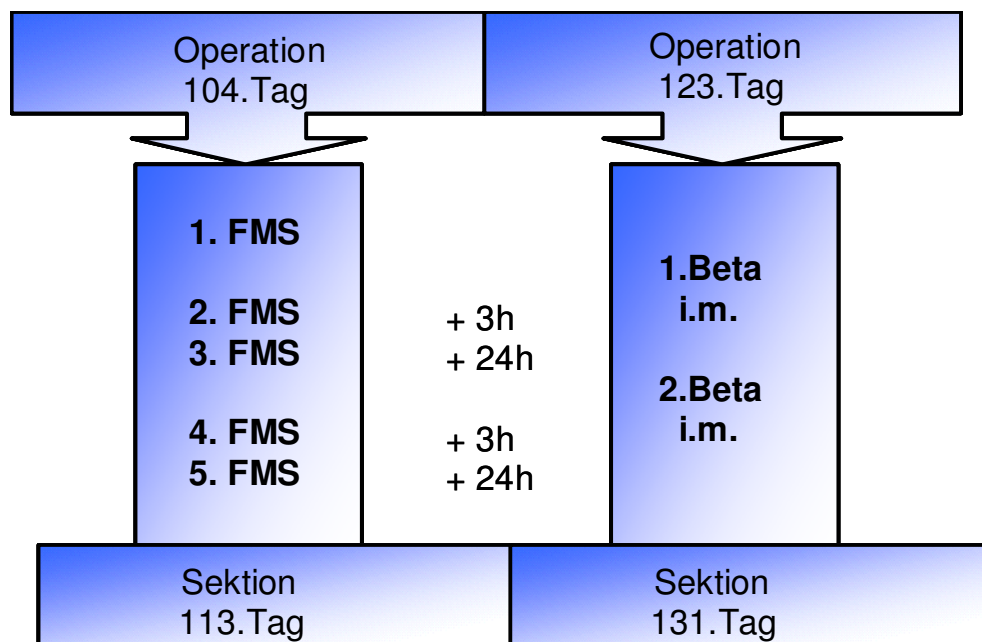 Operation
104.Tag
Operation
123.Tag
1. FMS
2. FMS
3. FMS
4. FMS
5. FMS
+ 3h
+ 24h
+ 3h
+ 24h
1.Beta
i.m.
2.Beta
i.m.
Sektion
113.Tag
Sektion
131.Tag